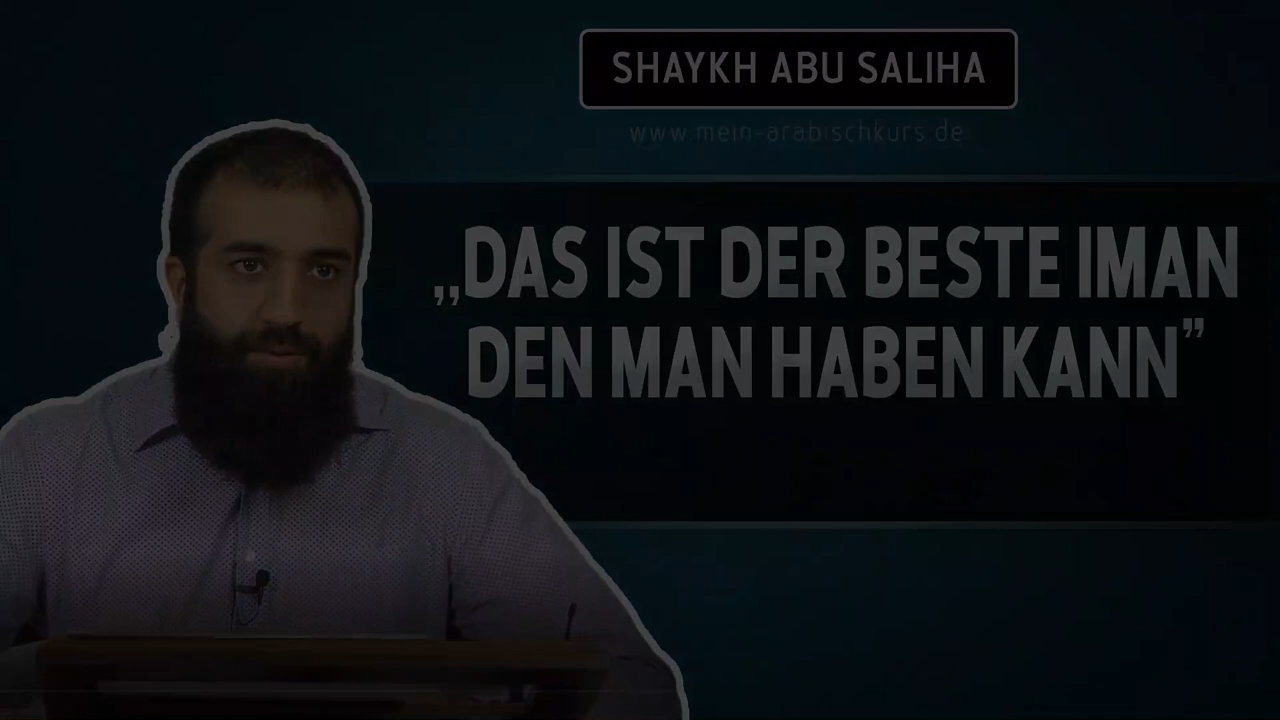 SHAYKH ABU SALIHA
www.mein-arabischkurs.de
„DAS IST DER BESTE IMAN
DEN MAN HABEN KANN”